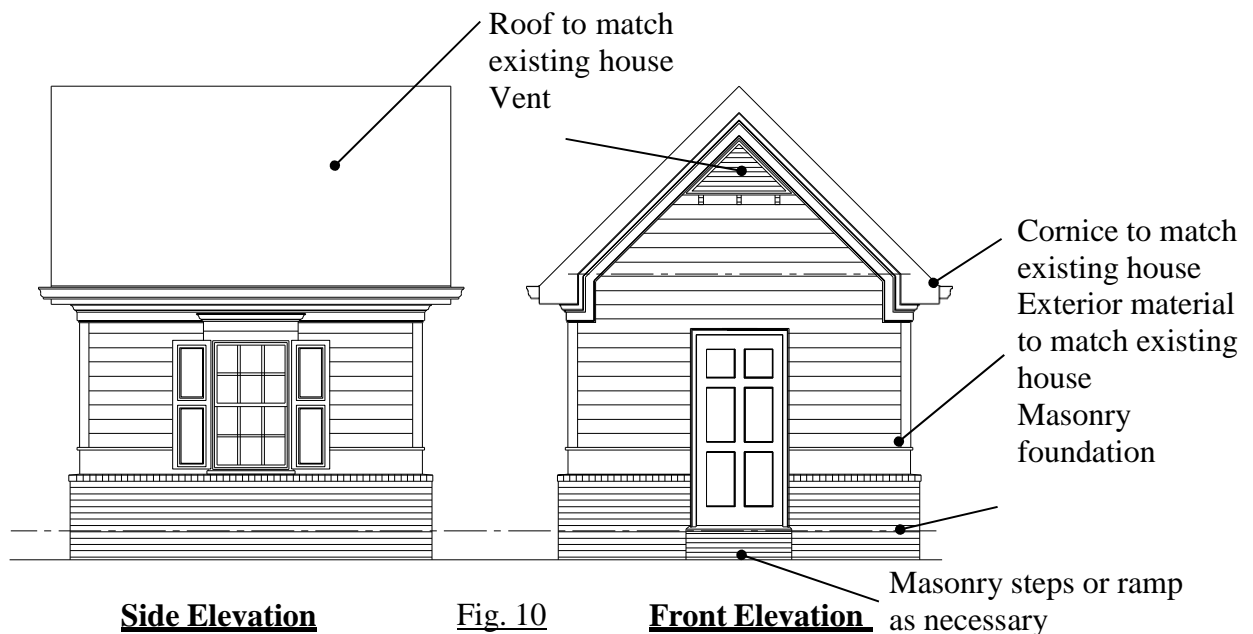 Roof to match
existing house
Vent
Cornice to match
existing house
Exterior material
to match existing
house
Masonry
foundation
Masonry steps or ramp
as necessary
Side Elevation
Fig. 10
Front Elevation